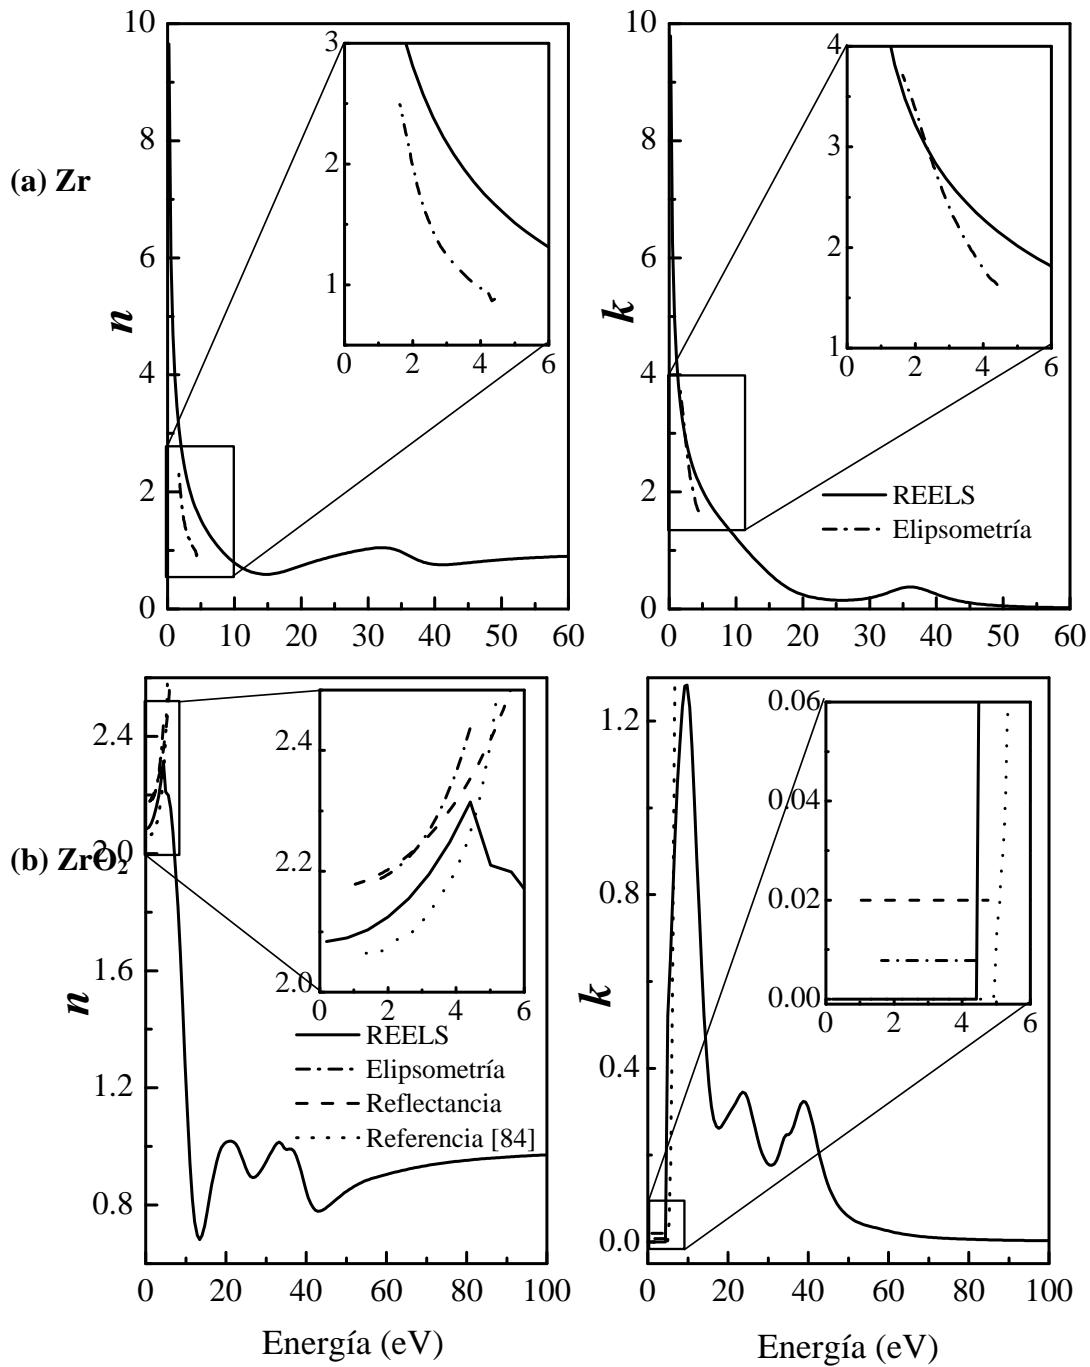 10
8
6
4
2
0
0 10 20 30 40 50 60
n
(a) Zr
3
2
1
0 2 4 6
10
8
6
4
2
0
0 10 20 30 40 50 60
k
4
3
2
1
0 2 4 6
REELS
Elipsometría
2.4
2.0
1.6
1.2
0.8
0 20 40 60 80 100
n
(b) ZrO2
Energía (eV)
2.4
2.2
2.0
0 2 4 6
REELS
Elipsometría
Reflectancia
Referencia [84]
1.2
0.8
0.4
0.0
0 20 40 60 80 100
k
Energía (eV)
0.06
0.04
0.02
0.00
0 2 4 6